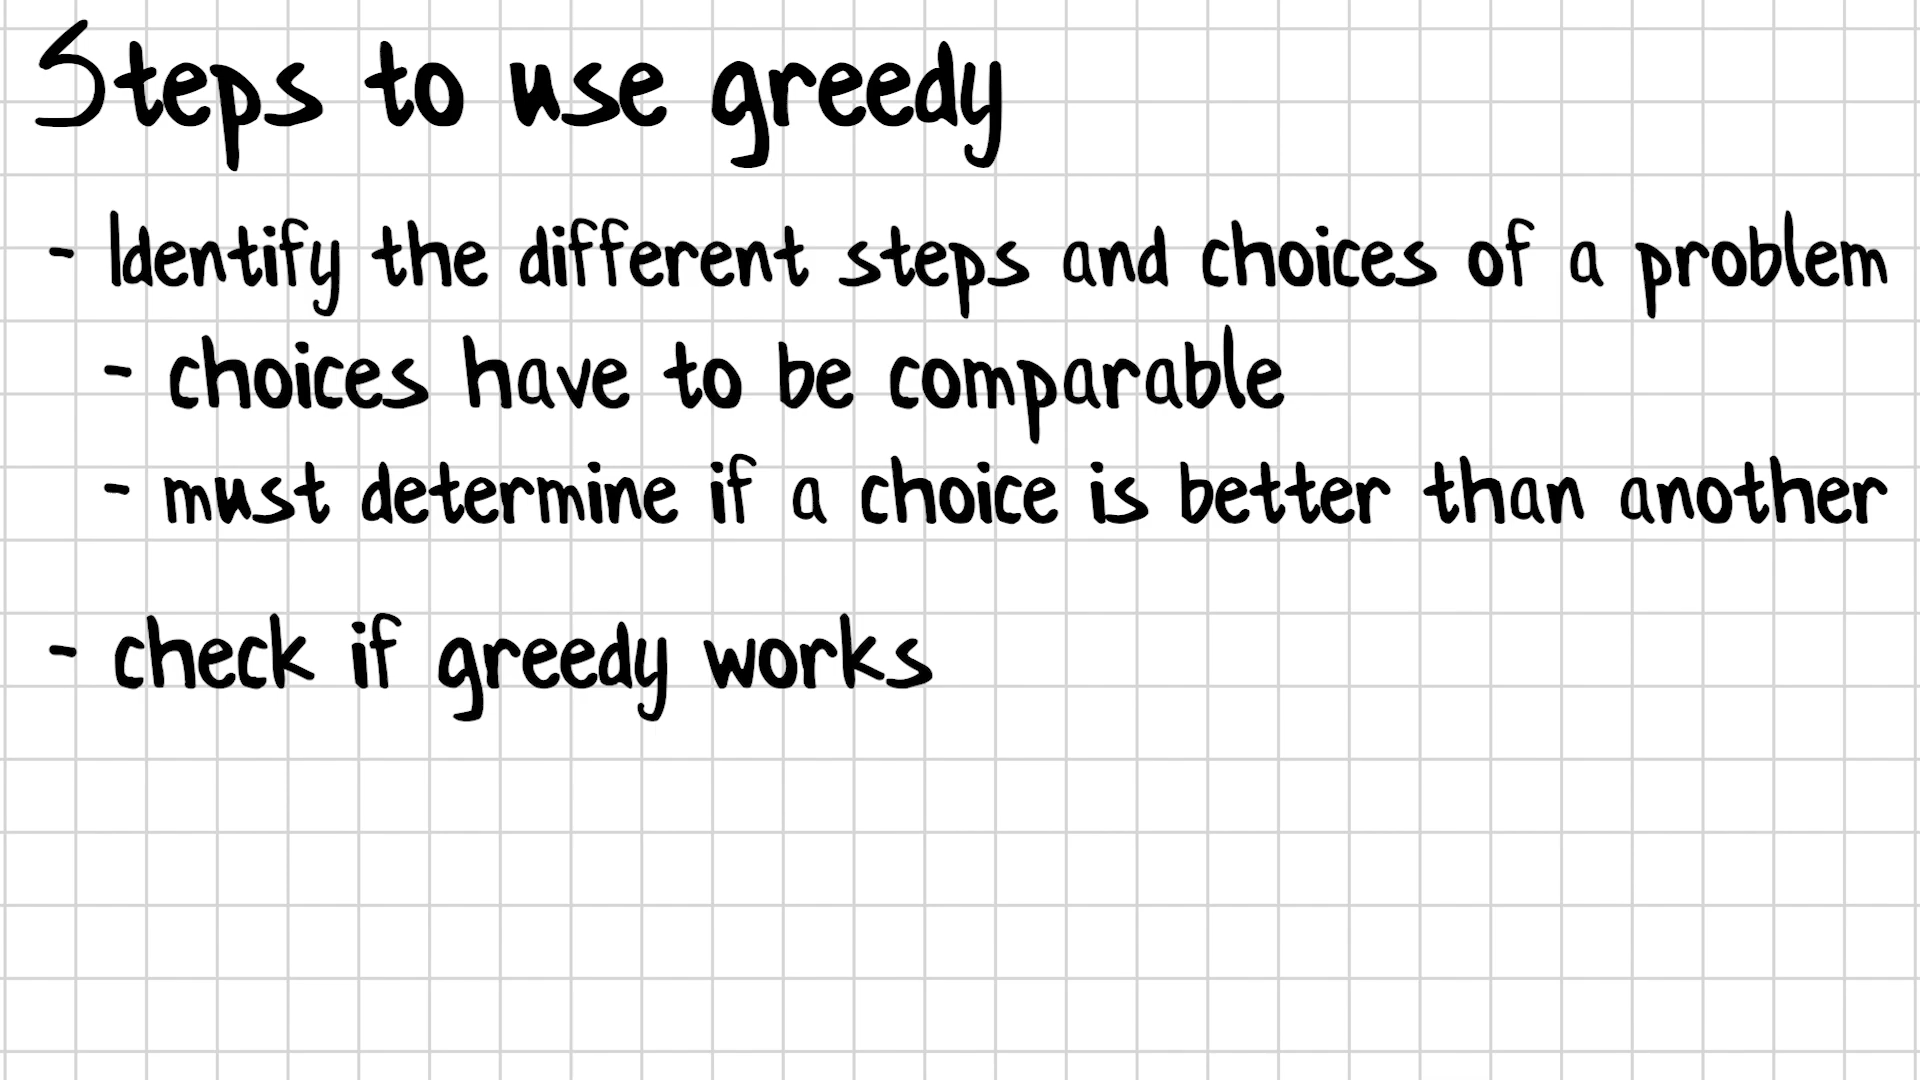 Steps to use greedy
- Identify the different steps and choices of a problem
- choices have to be comparable
- must determine if a choice is better than another
- check if greedy works